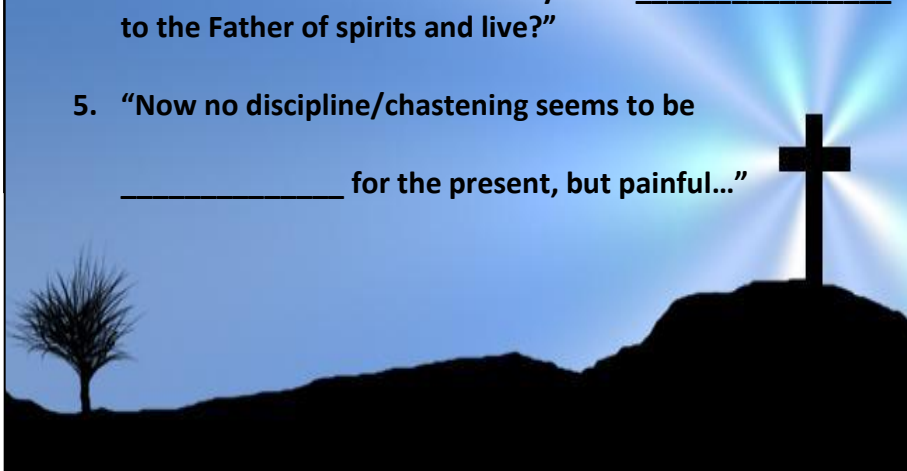 ________________
to the Father of spirits and live?”
5. “Now no discipline/chastening seems to be
______________ for the present, but painful…”